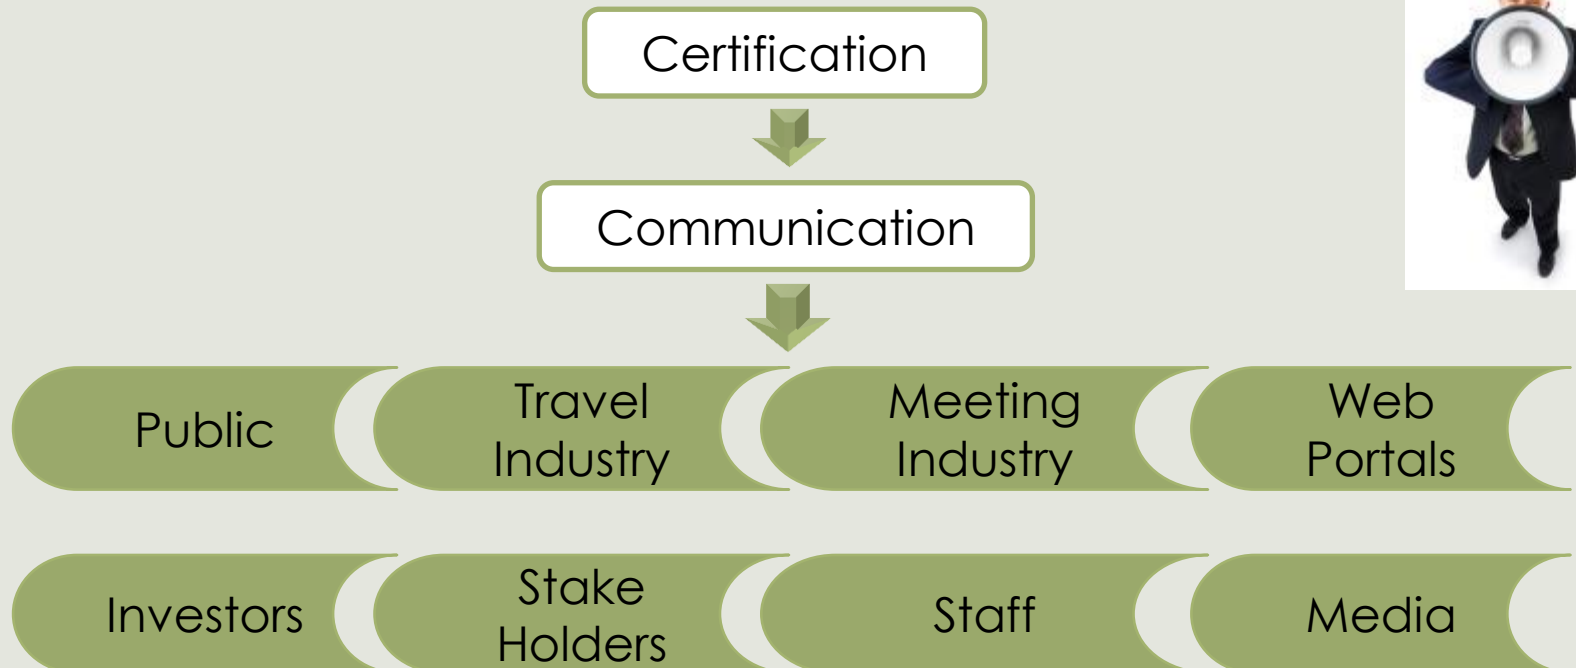 Certification
Communication
Public
Travel
Industry
Meeting
Industry
Web
Portals
Investors
Stake
Holders
Staff
Media